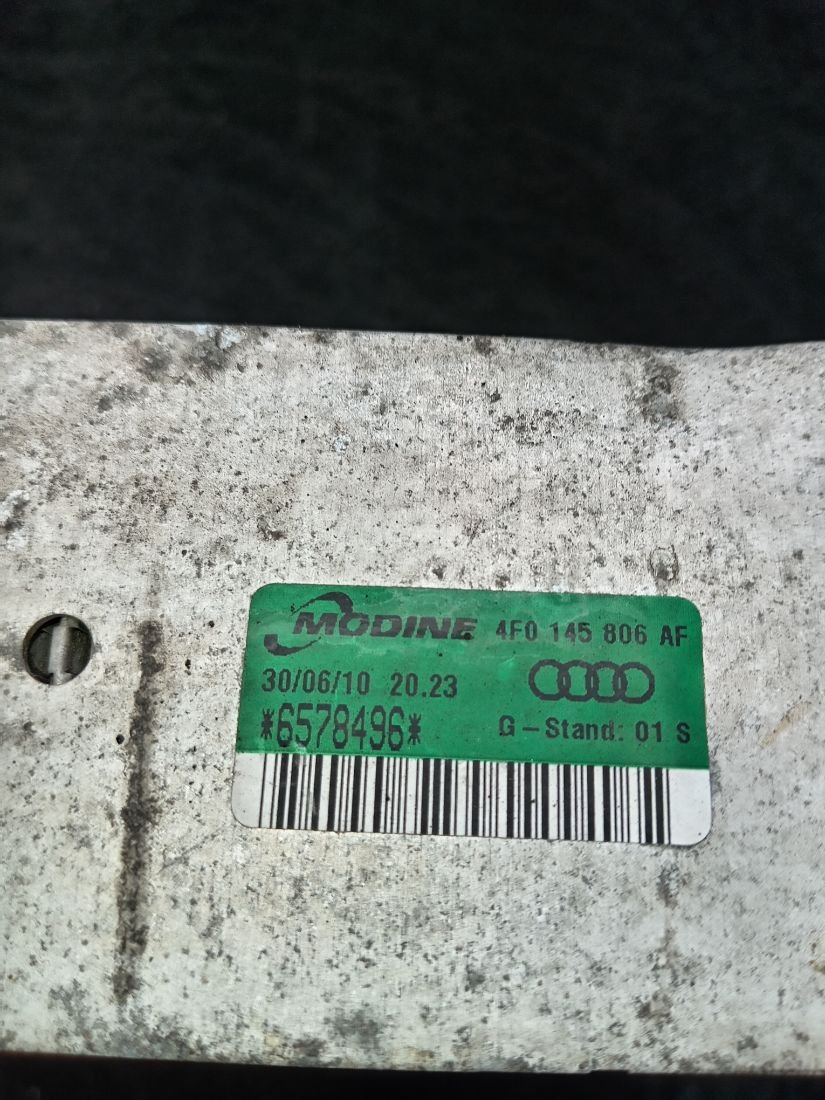 MODINE 4F0 145 806 AF
30/06/10 20.23
*6578496* G-Stand: 01 S